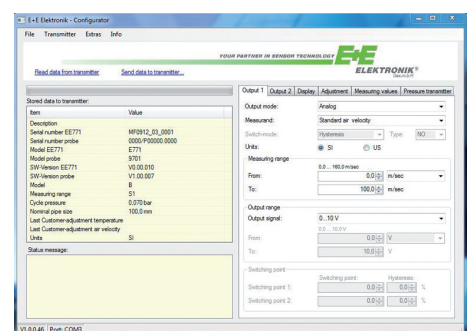 E+E Elektronik - Configurator
File Transmitter Extras Info
YOUR PARTNER IN SENSOR TECHNOLOGY
E+E
ELEKTRONIK®
Ges.m.b.H.
Read data from transmitter Send data to transmitter...
Stored data to transmitter:
Item Value
Description
Serial number EE771 MF0912_03_0001
Serial number probe 0000/P00000.0000
Model EE771 E771
Model probe 9701
SW-Version EE771 V0.00.010
SW-Version probe V1.00.007
Model B
Measuring range S1
Cycle pressure 0.070 bar
Nominal pipe size 100,0 mm
Last Customer-adjustment temperature
Last Customer-adjustment air velocity
Units SI
Status message:
Output 1 Output 2 Display Adjustment Measuring values Pressure transmitter
Output mode: Analog
Measurand: Standard air velocity
Switch-mode: Hysteresis Type: NO
Units: SI US
Measuring range
0,0 ... 160,0 m/sec
From: 0,0 m/sec
To: 100,0 m/sec
Output range
Output signal: 0...10 V
0,0 ... 10,0 V
From: 0,0 V
To: 10,0 V
Switching point
Switching point: Hysteresis:
Switching point 1: 0,0 0,0 %
Switching point 2: 0,0 0,0 %
V1.0.0.46 Port: COM3